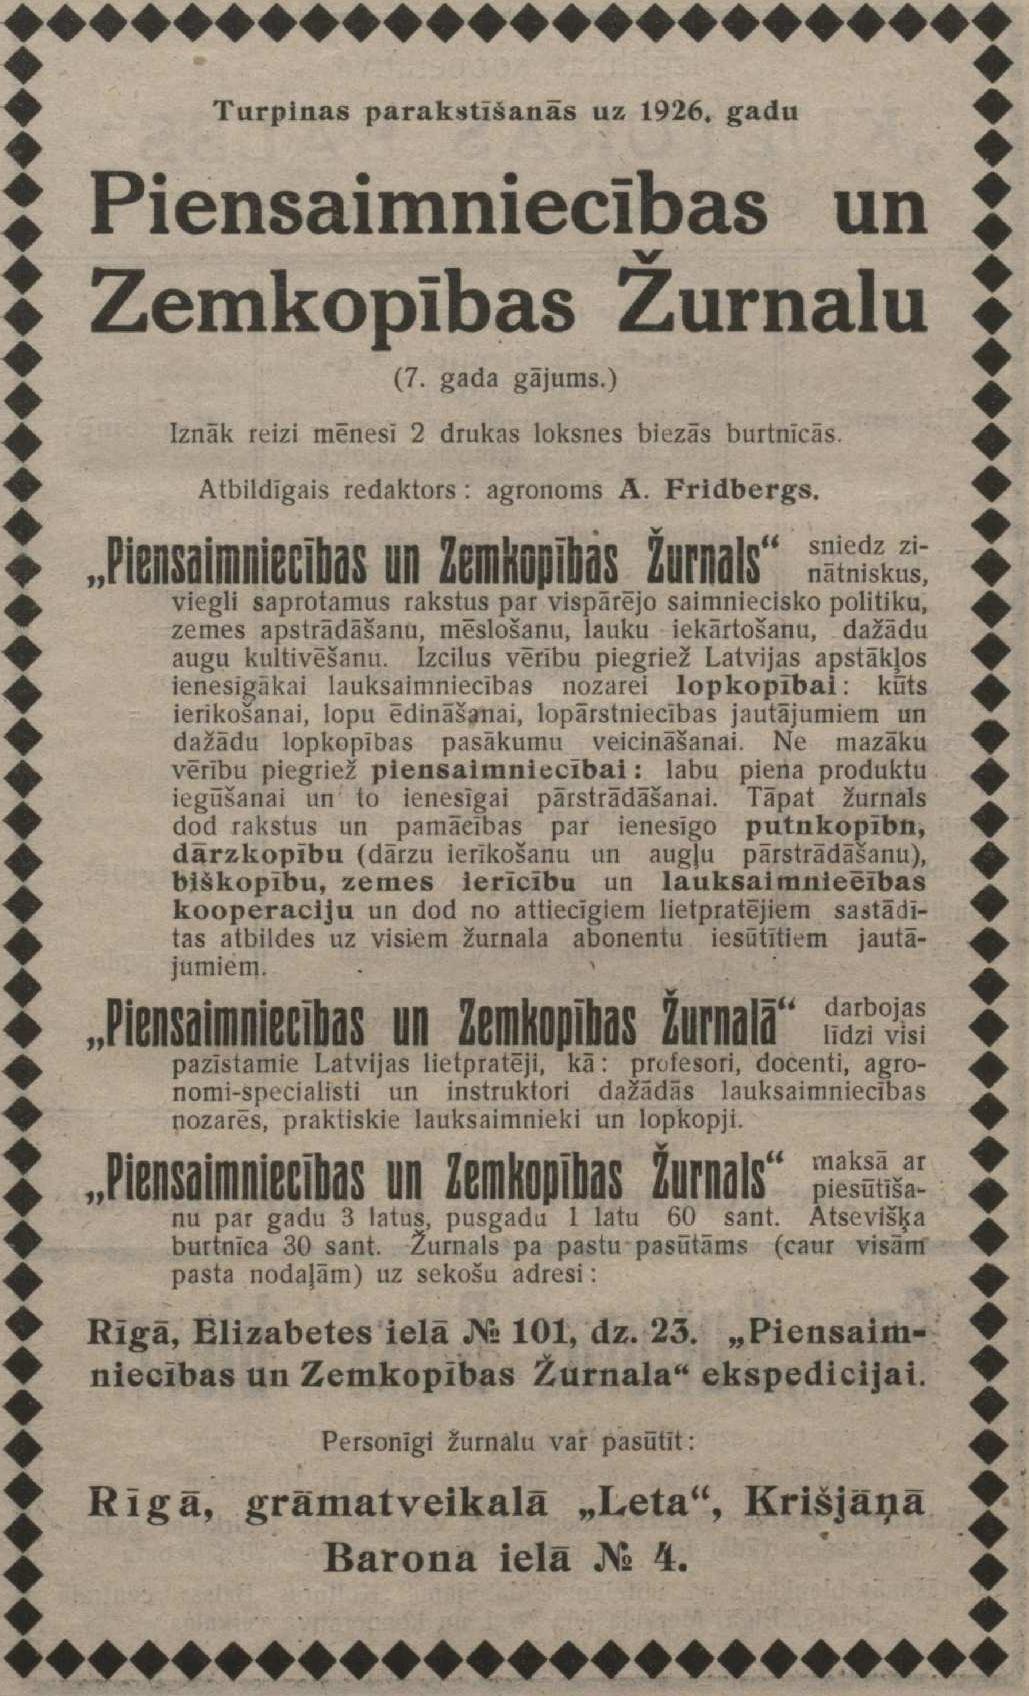 Turpinas parakstīšanās uz 1926. gadu
Piensaimniecības un
Zemkopības Žurnalu
(7. gada gājums.)
Iznāk reizi mēnesī 2 drukas loksnes biezās burtnīcās.
Atbildīgais redaktors: agronoms A. Fridbergs.
„Piensaimniecības un Zemkopības Žurnals“ sniedz zi-
nātniskus,
viegli saprotamus rakstus par vispārējo saimniecisko politiku,
zemes apstrādāšanu, mēslošanu, lauku iekārtošanu, dažādu
augu kultivēšanu. Izcilus vērību piegriež Latvijas apstākļos
ienesīgākai lauksaimniecības nozarei lopkopībai: kūts
ierīkošanai, lopu ēdināšanai, lopārstniecības jautājumiem un
dažādu lopkopības pasākumu veicināšanai. Ne mazāku
vērību piegriež piensaimniecībai: labu piena produktu
iegūšanai un to ienesīgai pārstrādāšanai. Tāpat žurnals
dod rakstus un pamācības par ienesīgo putnkopībn,
dārzkopību (dārzu ierīkošanu un augļu pārstrādāšanu),
biškopību, zemes ierīcību un lauksaimnieēības
kooperaciju un dod no attiecīgiem lietpratējiem sastādī-
tas atbildes uz visiem žurnala abonentu iesūtītiem jautā-
jumiem.
„Piensaimniecības un Zemkopības Žurnalā“ darbojas
līdzi visi
pazīstamie Latvijas lietpratēji, kā: profesori, docenti, agro-
nomi-specialisti un instruktori dažādās lauksaimniecības
nozarēs, praktiskie lauksaimnieki un lopkopji.
„Piensaimniecības un Zemkopības Žurnals“ maksā ar
piesūtīša-
nu par gadu 3 latus, pusgadu 1 latu 60 sant. Atsevišķa
burtnīca 30 sant. Žurnals pa pastu pasūtāms (caur visām
pasta nodaļām) uz sekošu adresi:
Rīgā, Elizabetes ielā № 101, dz. 23. „Piensaim-
niecības un Zemkopības Žurnala“ ekspedicijai.
Personīgi žurnalu var pasūtīt:
Rīgā, grāmatveikalā „Leta“, Krišjāņā
Barona ielā № 4.